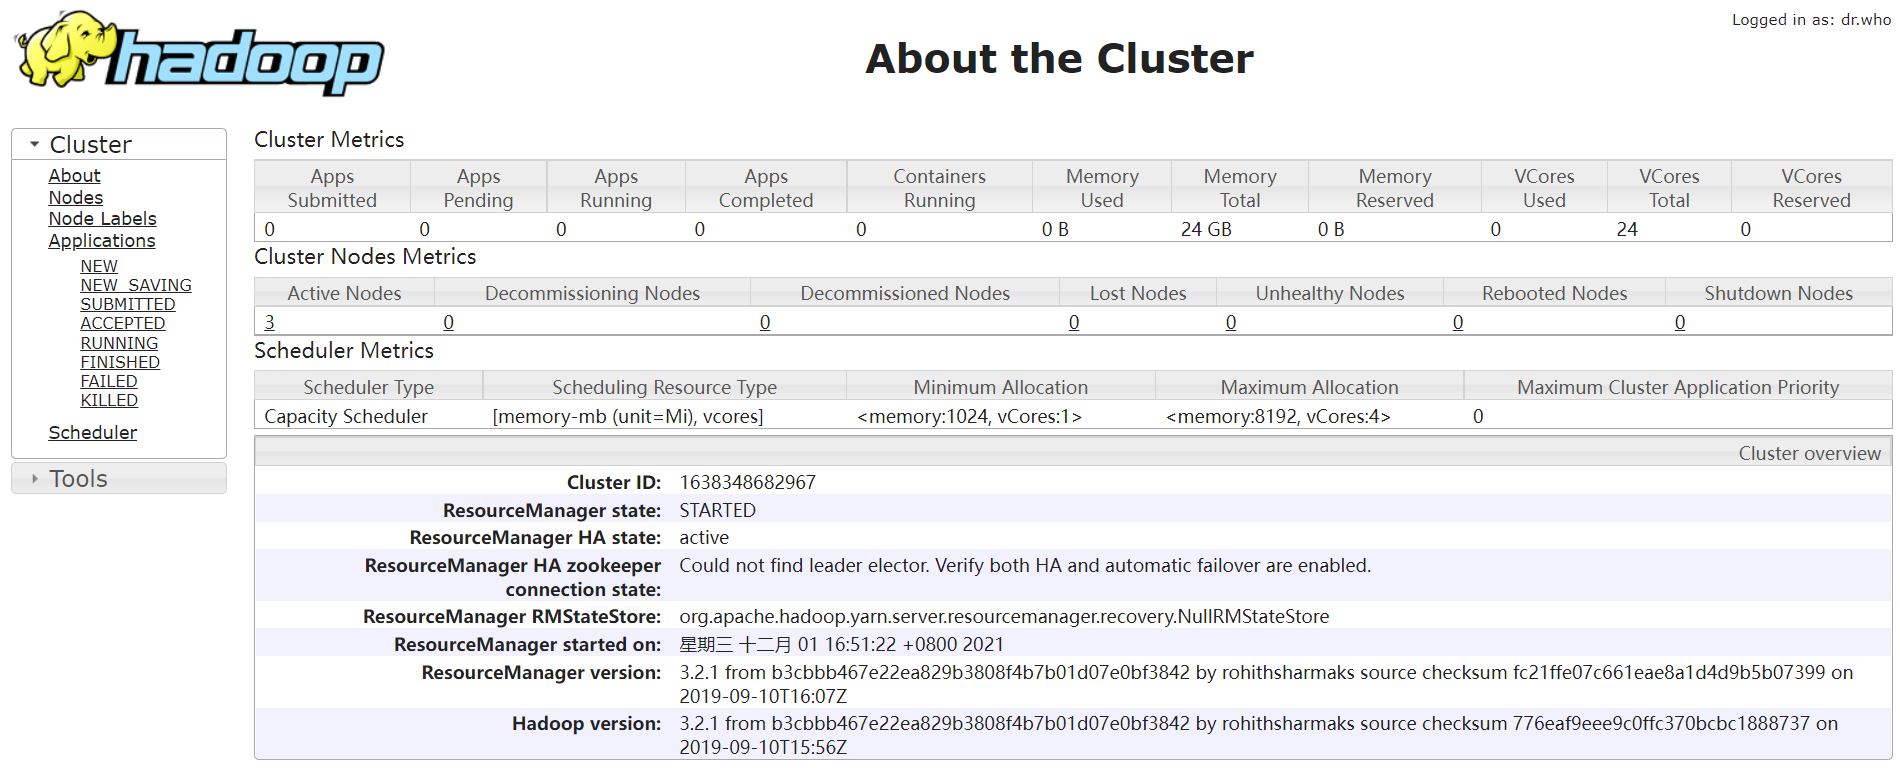 Logged in as: dr.who
hadoop
About the Cluster
Cluster
About
Nodes
Node Labels
Applications
NEW
NEW_SAVING
SUBMITTED
ACCEPTED
RUNNING
FINISHED
FAILED
KILLED
Scheduler
Tools
Cluster Metrics
Apps Submitted Apps Pending Apps Running Apps Completed Containers Running Memory Used Memory Total Memory Reserved VCores Used VCores Total VCores Reserved
0 0 0 0 0 0 B 24 GB 0 B 0 24 0
Cluster Nodes Metrics
Active Nodes Decommissioning Nodes Decommissioned Nodes Lost Nodes Unhealthy Nodes Rebooted Nodes Shutdown Nodes
3 0 0 0 0 0 0
Scheduler Metrics
Scheduler Type Scheduling Resource Type Minimum Allocation Maximum Allocation Maximum Cluster Application Priority
Capacity Scheduler [memory-mb (unit=Mi), vcores] <memory:1024, vCores:1> <memory:8192, vCores:4> 0
Cluster overview
Cluster ID: 1638348682967
ResourceManager state: STARTED
ResourceManager HA state: active
ResourceManager HA zookeeper connection state: Could not find leader elector. Verify both HA and automatic failover are enabled.
ResourceManager RMStateStore: org.apache.hadoop.yarn.server.resourcemanager.recovery.NullRMStateStore
ResourceManager started on: 星期三 十二月 01 16:51:22 +0800 2021
ResourceManager version: 3.2.1 from b3cbbb467e22ea829b3808f4b7b01d07e0bf3842 by rohithsharmaks source checksum fc21ffe07c661eae8a1d4d9b5b07399 on
2019-09-10T16:07Z
Hadoop version: 3.2.1 from b3cbbb467e22ea829b3808f4b7b01d07e0bf3842 by rohithsharmaks source checksum 776eaf9eee9c0ffc370bcbc1888737 on
2019-09-10T15:56Z